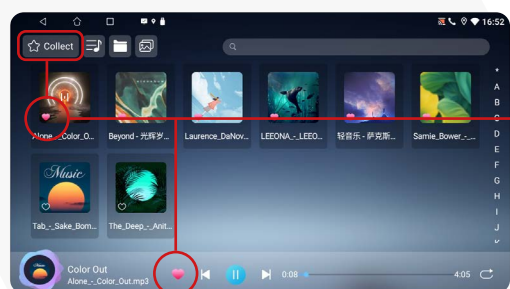 16:52
Collect
Alone_-_Color_O...
Beyond - 光辉岁...
Laurence_DaNov...
LEEONA_-_LEEO...
轻音乐 - 萨克斯...
Samie_Bower_-_...
Music
Tab_-_Sake_Bom...
The_Deep_-_Anit...
*
A
B
C
D
E
F
G
H
I
J
Color Out
Alone_-_Color_Out.mp3
0:08
4:05